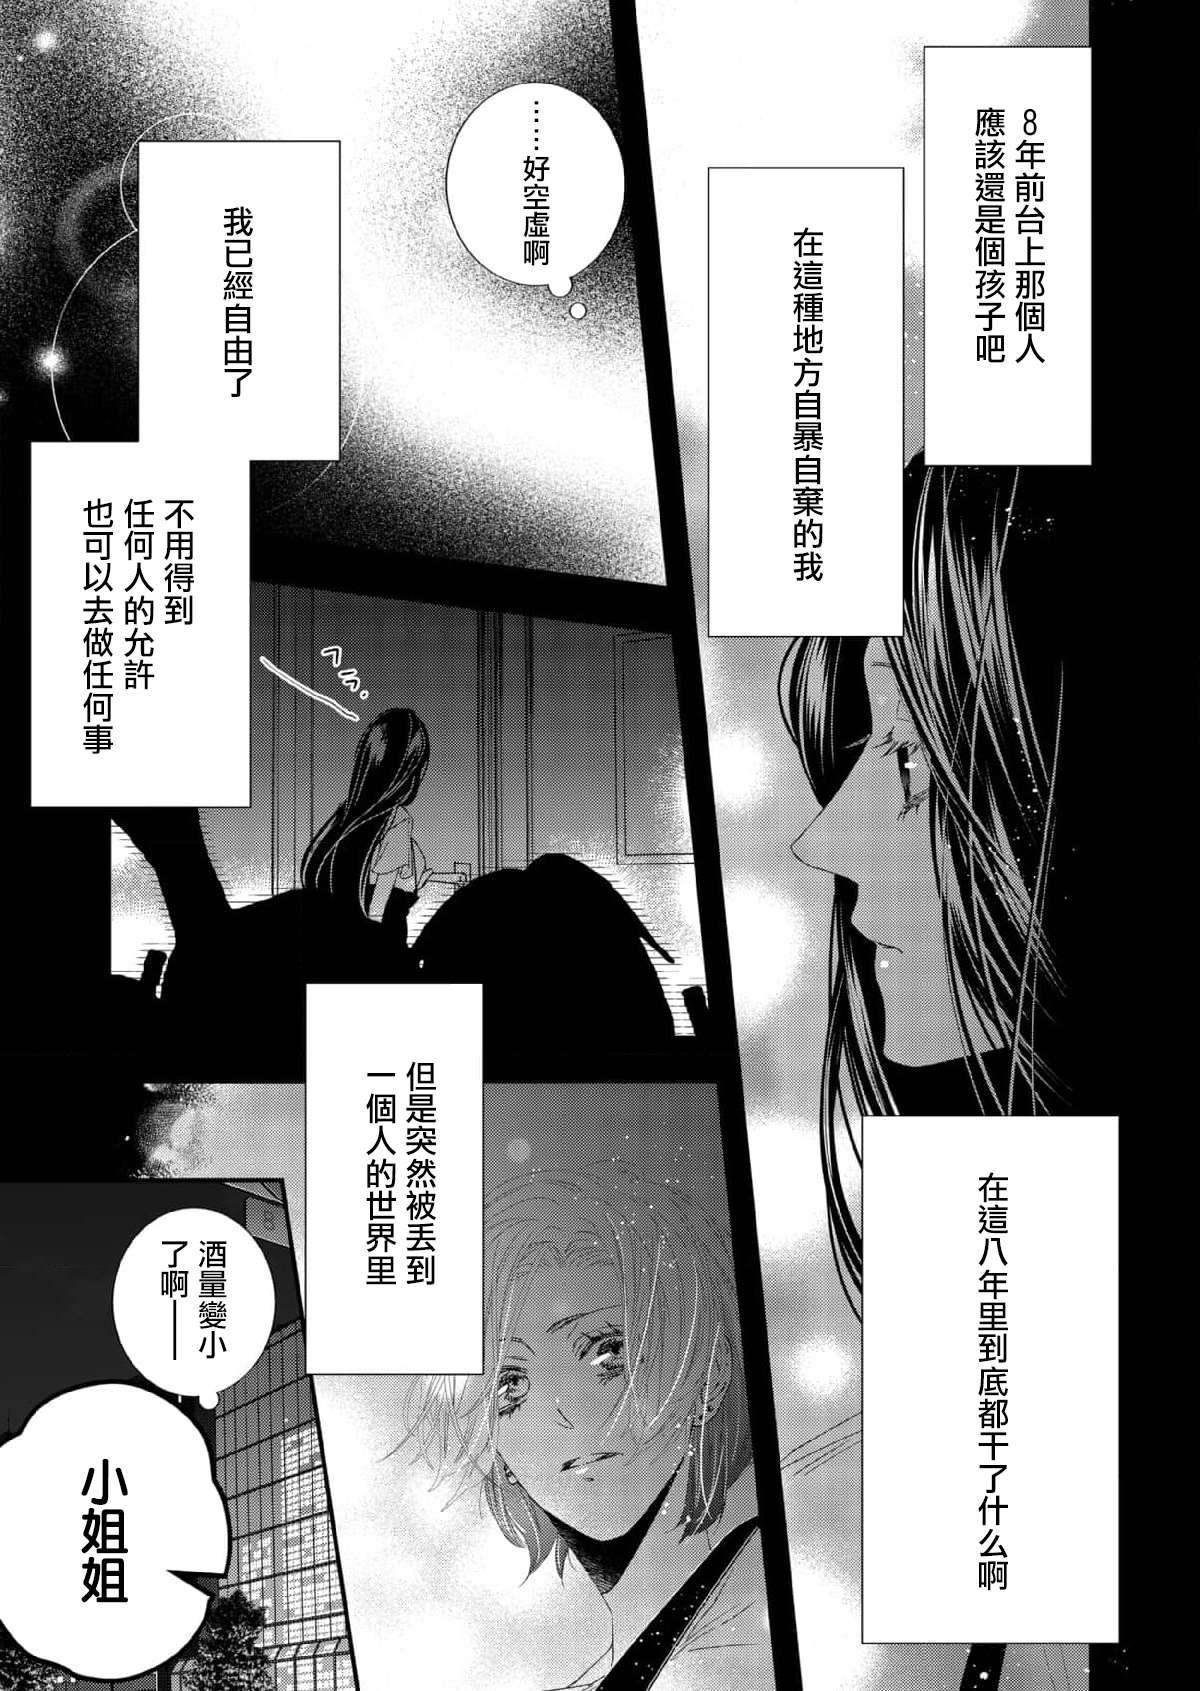 8年前台上那個人
應該還是個孩子吧
在這種地方自暴自棄的我
在這八年里到底都干了什么啊
……好空虛啊
我已經自由了
不用得到
任何人的允許
也可以去做任何事
但是突然被丢到
一個人的世界里
酒量變小
了啊——
小姐姐